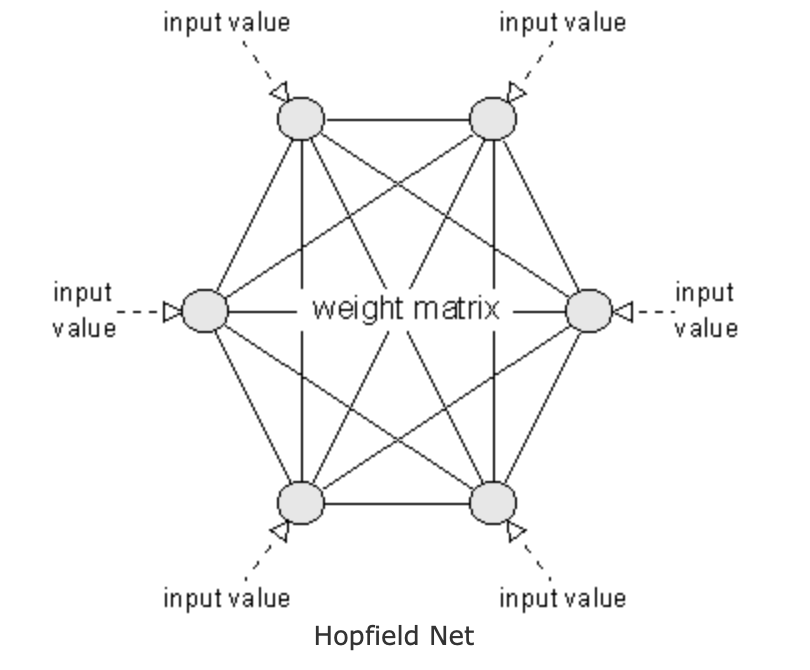 input value
input value
input
value
weight matrix
input
value
input value
input value
Hopfield Net